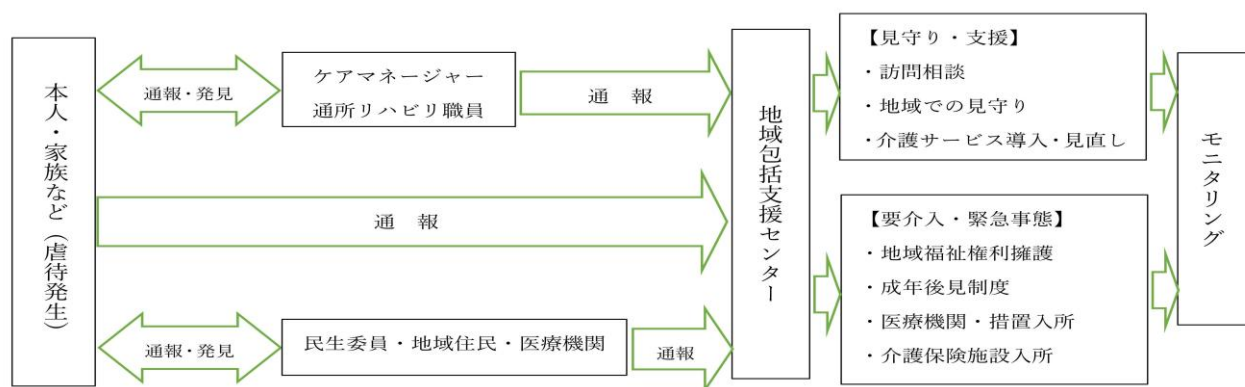 本人・家族など（虐待発生）
通報・発見
ケアマネージャー
通所リハビリ職員
通　報
通　報
通報・発見
民生委員・地域住民・医療機関
通報
地域包括支援センター
【見守り・支援】
・訪問相談
・地域での見守り
・介護サービス導入・見直し
【要介入・緊急事態】
・地域福祉権利擁護
・成年後見制度
・医療機関・措置入所
・介護保険施設入所
モニタリング